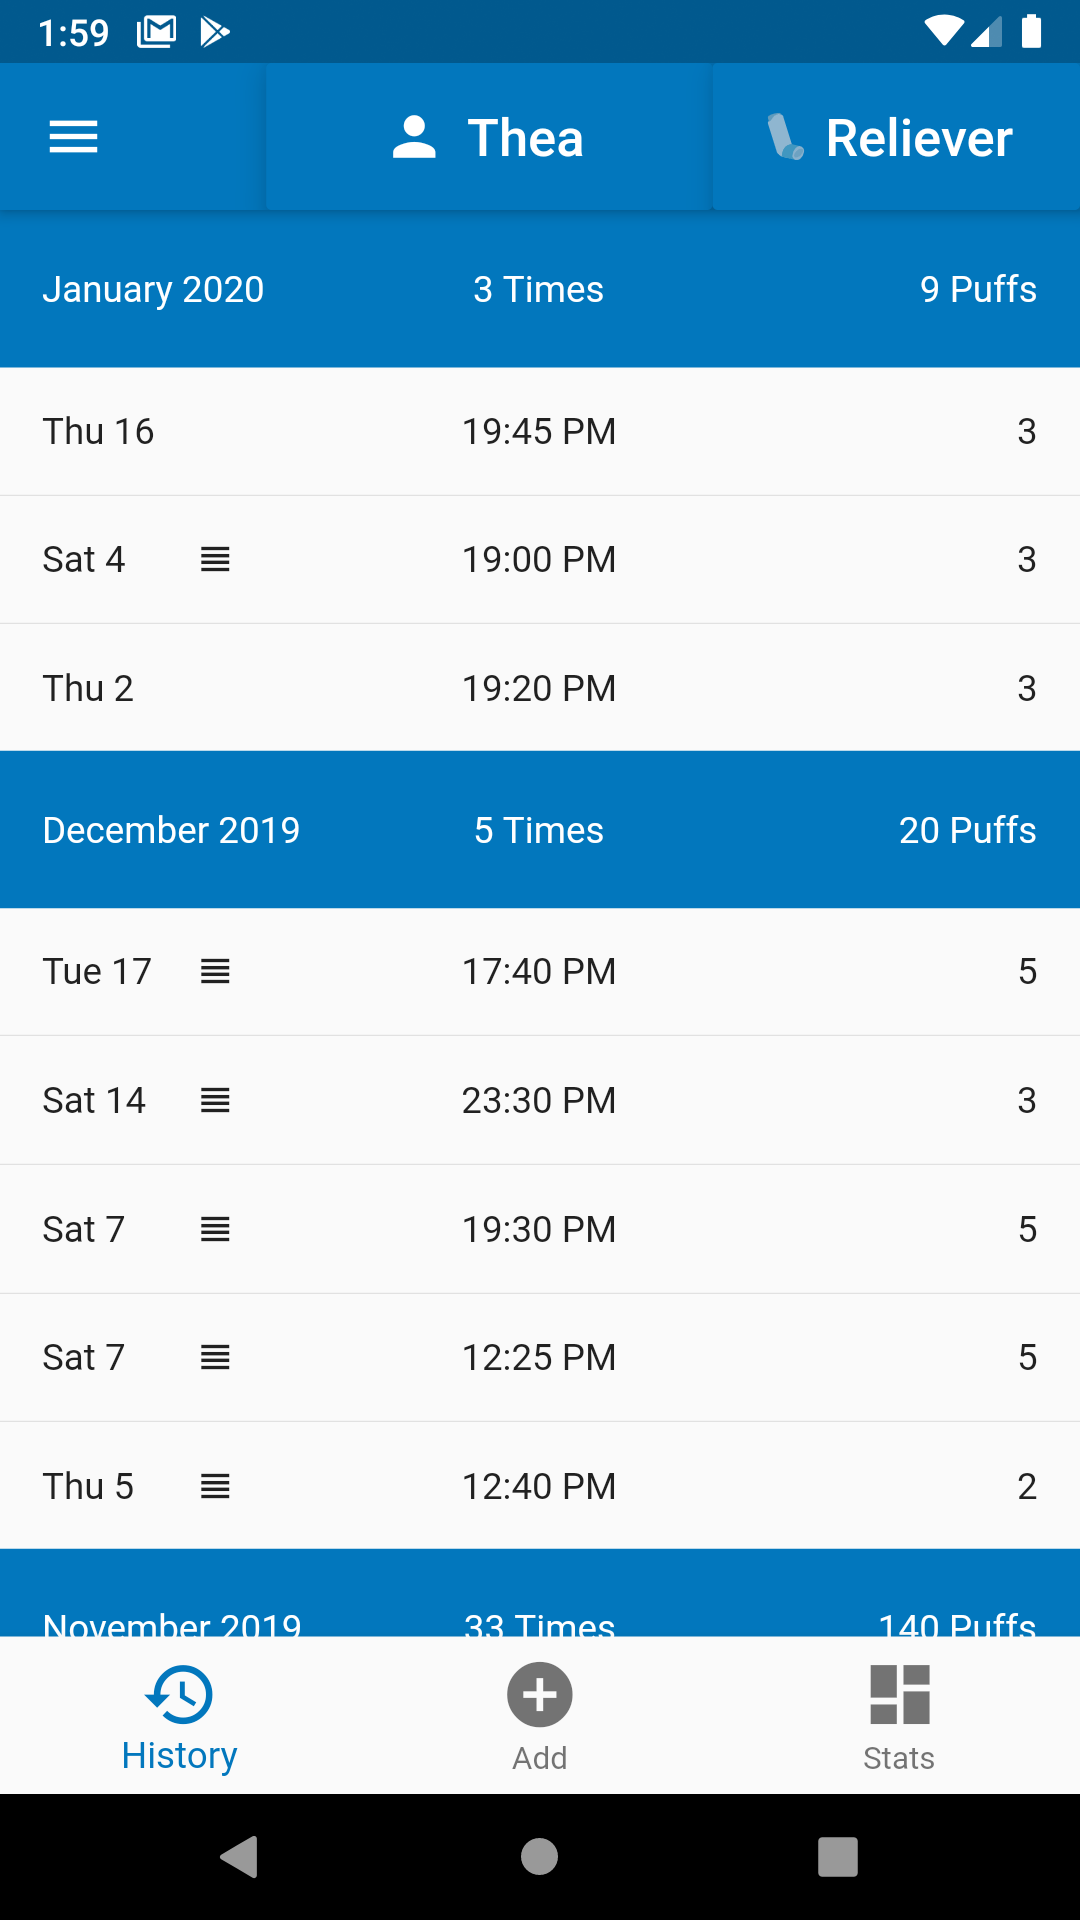 1:59
Thea Reliever
January 2020 3 Times 9 Puffs
Thu 16 19:45 PM 3
Sat 4 19:00 PM 3
Thu 2 19:20 PM 3
December 2019 5 Times 20 Puffs
Tue 17 17:40 PM 5
Sat 14 23:30 PM 3
Sat 7 19:30 PM 5
Sat 7 12:25 PM 5
Thu 5 12:40 PM 2
November 2019 33 Times 140 Puffs
History Add Stats